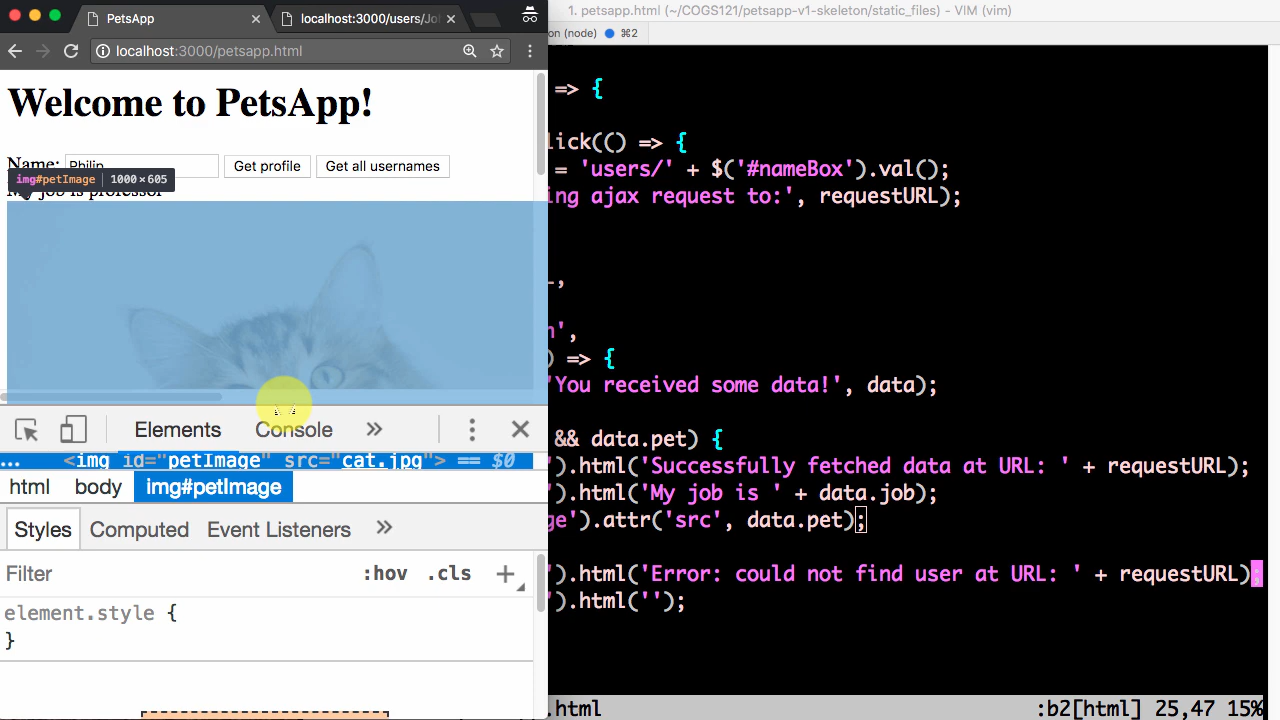 PetsApp
localhost:3000/users/Jo
localhost:3000/petsapp.html
Welcome to PetsApp!
Name: Philip Get profile Get all usernames
img#petImage 1000×605
My job is professor
Elements Console
... <img id="petImage" src="cat.jpg"> == $0
html body img#petImage
Styles Computed Event Listeners
Filter :hov .cls +
element.style {
}
1. petsapp.html (~/COGS121/petsapp-v1-skeleton/static_files) - VIM (vim)
on (node) ⌘2
=> {
lick(() => {
= 'users/' + $('#nameBox').val();
ing ajax request to:', requestURL);
L,
n',
) => {
'You received some data!', data);
&& data.pet) {
').html('Successfully fetched data at URL: ' + requestURL);
').html('My job is ' + data.job);
ge').attr('src', data.pet);
').html('Error: could not find user at URL: ' + requestURL);
').html('');
.html :b2[html] 25,47 15%